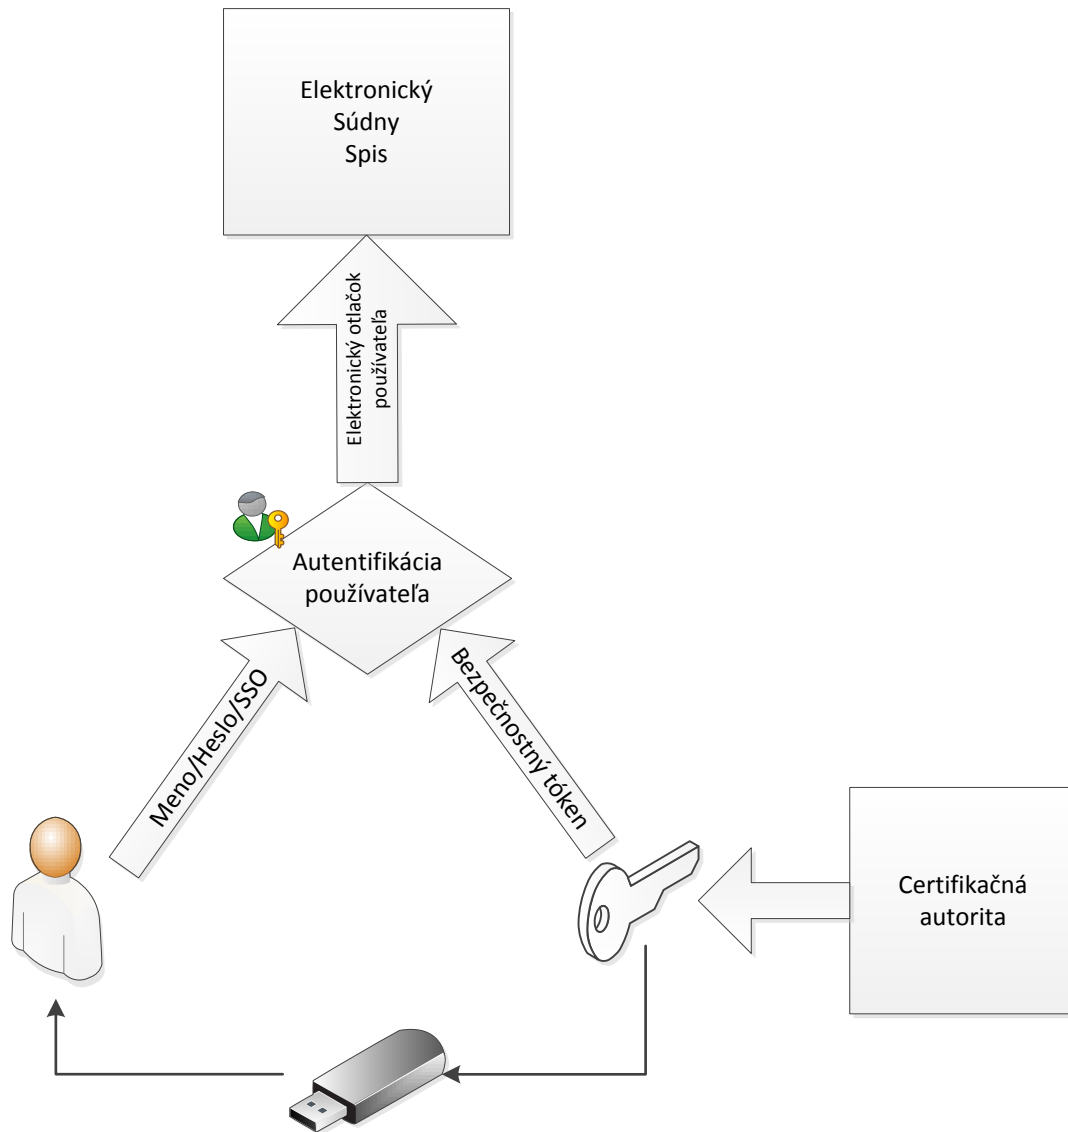 Elektronický
Súdny
Spis
Elektronický otlačok
používateľa
Autentifikácia
používateľa
Meno/Heslo/SSO
Bezpečnostný tóken
Certifikačná
autorita